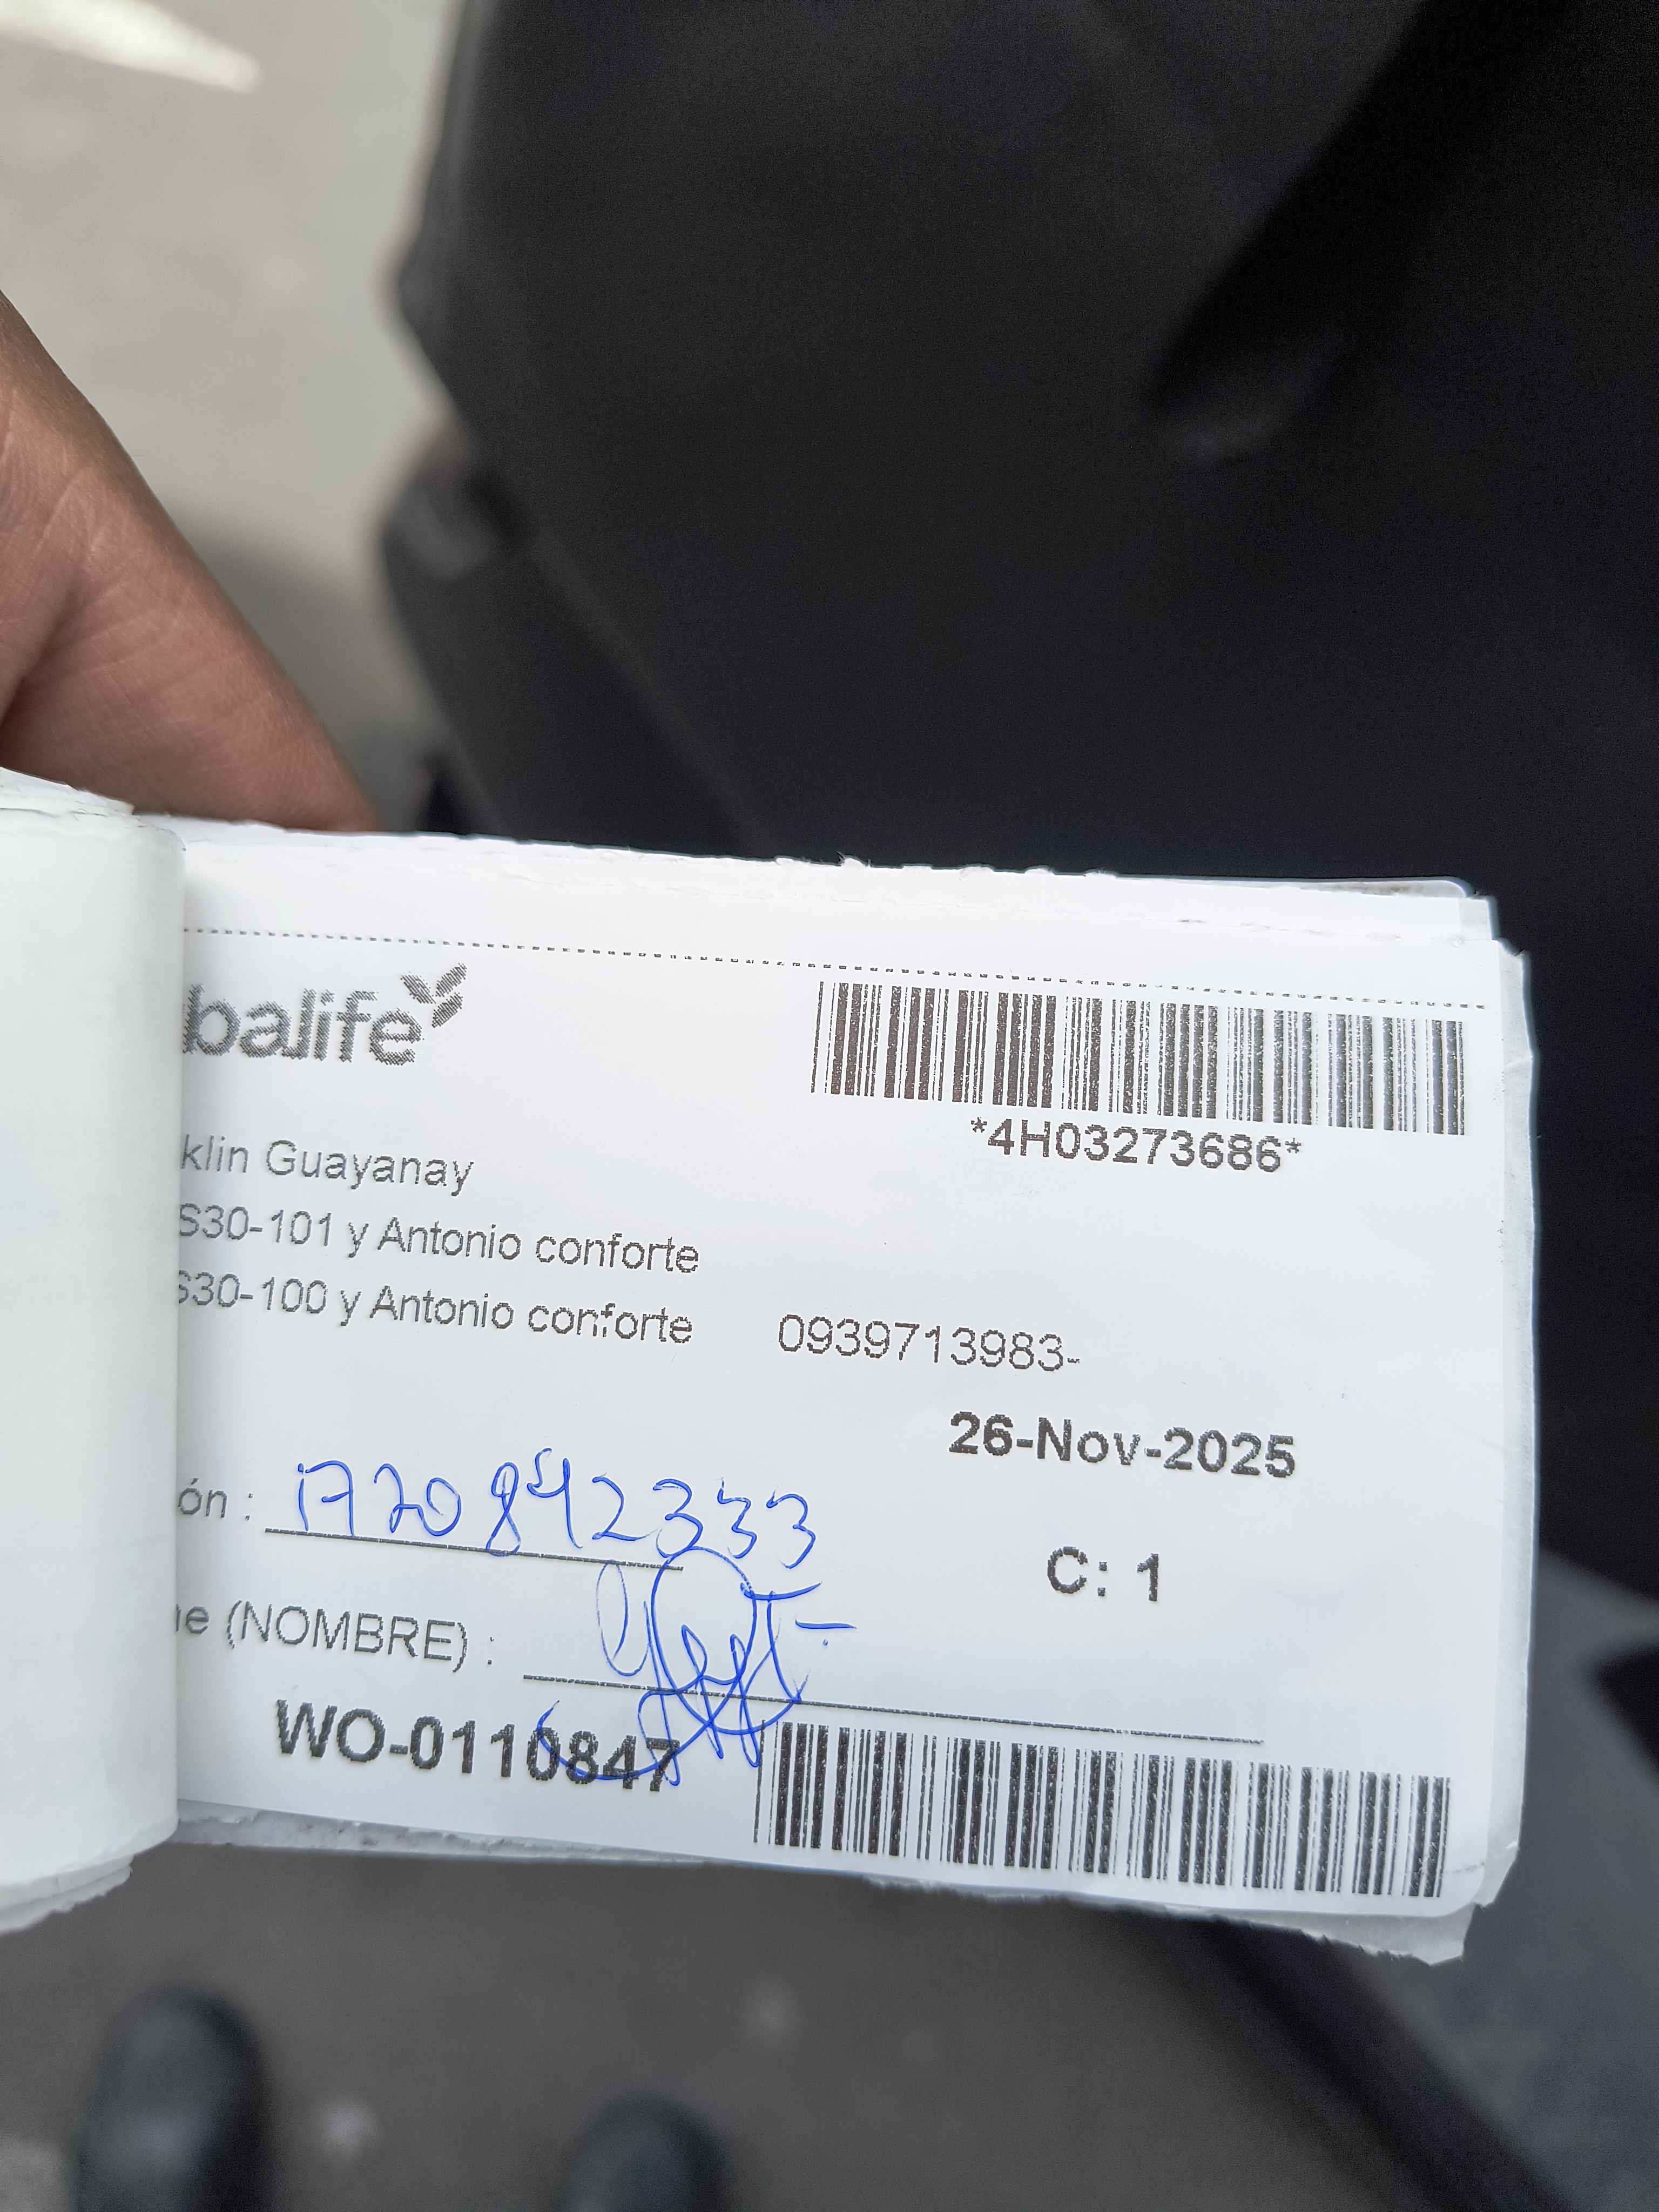 balife
*4H03273686*
klin Guayanay
S30-101 y Antonio conforte
S30-100 y Antonio conforte 0939713983-
26-Nov-2025
ón : 1720842333
C: 1
e (NOMBRE) :
WO-0110847